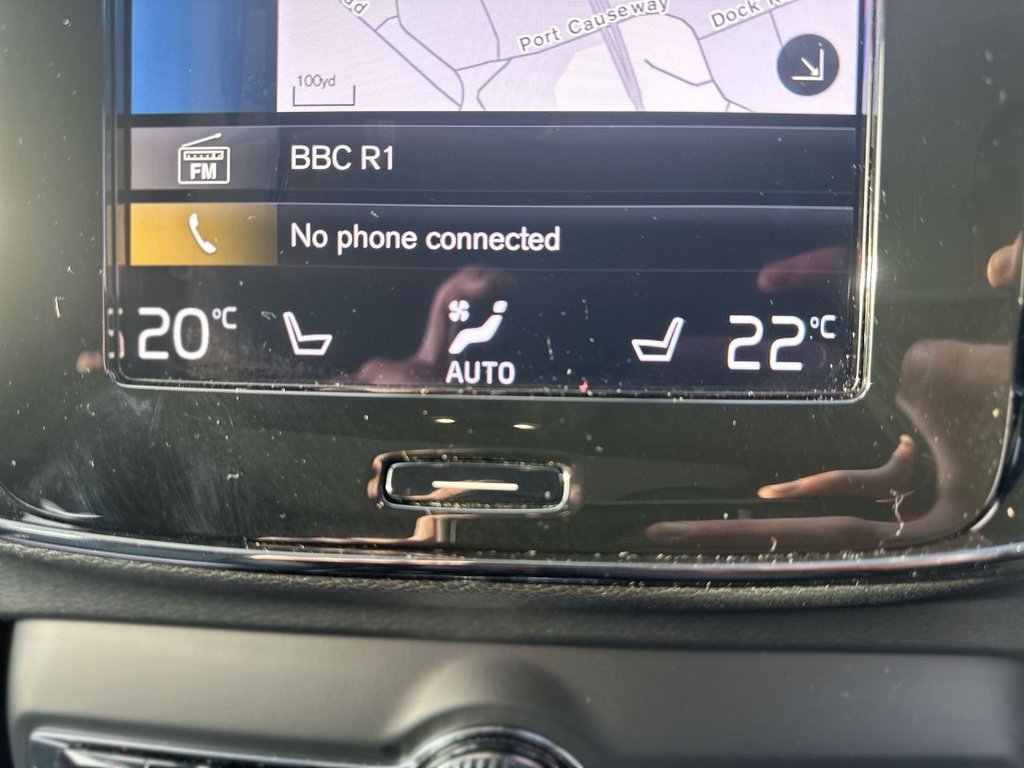 Port Causeway
Dock
100yd
FM
BBC R1
No phone connected
20°C
22°C
AUTO